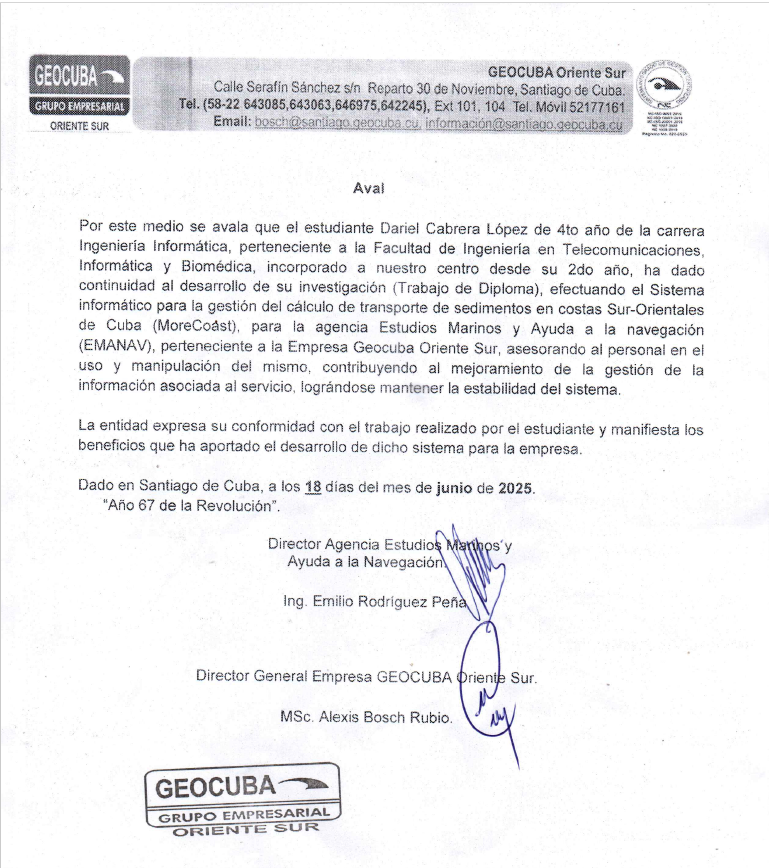 GEOCUBA
GRUPO EMPRESARIAL
ORIENTE SUR
GEOCUBA Oriente Sur
Calle Serafín Sánchez s/n Reparto 30 de Noviembre, Santiago de Cuba.
Tel. (58-22 643085,643063,646975,642245), Ext 101, 104 Tel. Móvil 52177161
Email: bosch@santiago.geocuba.cu, información@santiago.geocuba.cu
Aval
Por este medio se avala que el estudiante Dariel Cabrera López de 4to año de la carrera
Ingeniería Informática, perteneciente a la Facultad de Ingeniería en Telecomunicaciones,
Informática y Biomédica, incorporado a nuestro centro desde su 2do año, ha dado
continuidad al desarrollo de su investigación (Trabajo de Diploma), efectuando el Sistema
informático para la gestión del cálculo de transporte de sedimentos en costas Sur-Orientales
de Cuba (MoreCoast), para la agencia Estudios Marinos y Ayuda a la navegación
(EMANAV), perteneciente a la Empresa Geocuba Oriente Sur, asesorando al personal en el
uso y manipulación del mismo, contribuyendo al mejoramiento de la gestión de la
información asociada al servicio, lográndose mantener la estabilidad del sistema.
La entidad expresa su conformidad con el trabajo realizado por el estudiante y manifiesta los
beneficios que ha aportado el desarrollo de dicho sistema para la empresa.
Dado en Santiago de Cuba, a los 18 días del mes de junio de 2025.
"Año 67 de la Revolución".
Director Agencia Estudios Marinos y
Ayuda a la Navegación.
Ing. Emilio Rodríguez Peña
Director General Empresa GEOCUBA Oriente Sur.
MSc. Alexis Bosch Rubio.
GEOCUBA
GRUPO EMPRESARIAL
ORIENTE SUR